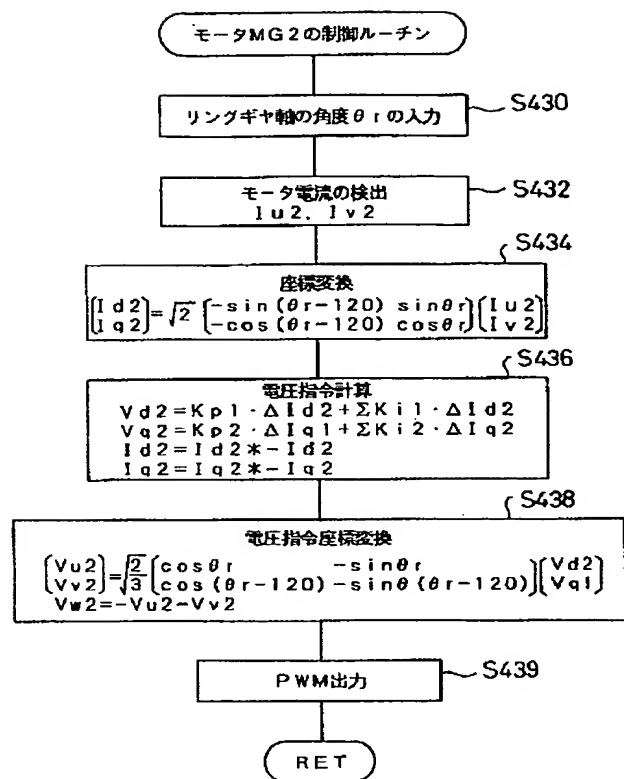 モータMG2の制御ルーチン
S430
リングギヤ軸の角度θrの入力
S432
モータ電流の検出
Iu2、Iv2
S434
座標変換
[Id2] = √2 [-sin(θr-120) sinθr] [Iu2]
[Iq2] [-cos(θr-120) cosθr] [Iv2]
S436
電圧指令計算
Vd2=Kp1・ΔId2+ΣKi1・ΔId2
Vq2=Kp2・ΔIq1+ΣKi2・ΔIq2
Id2=Id2*-Id2
Iq2=Iq2*-Iq2
S438
電圧指令座標変換
[Vu2] = √2/3 [cosθr -sinθr] [Vd2]
[Vv2] [cos(θr-120) -sinθ(θr-120)] [Vq1]
Vw2=-Vu2-Vv2
S439
PWM出力
RET